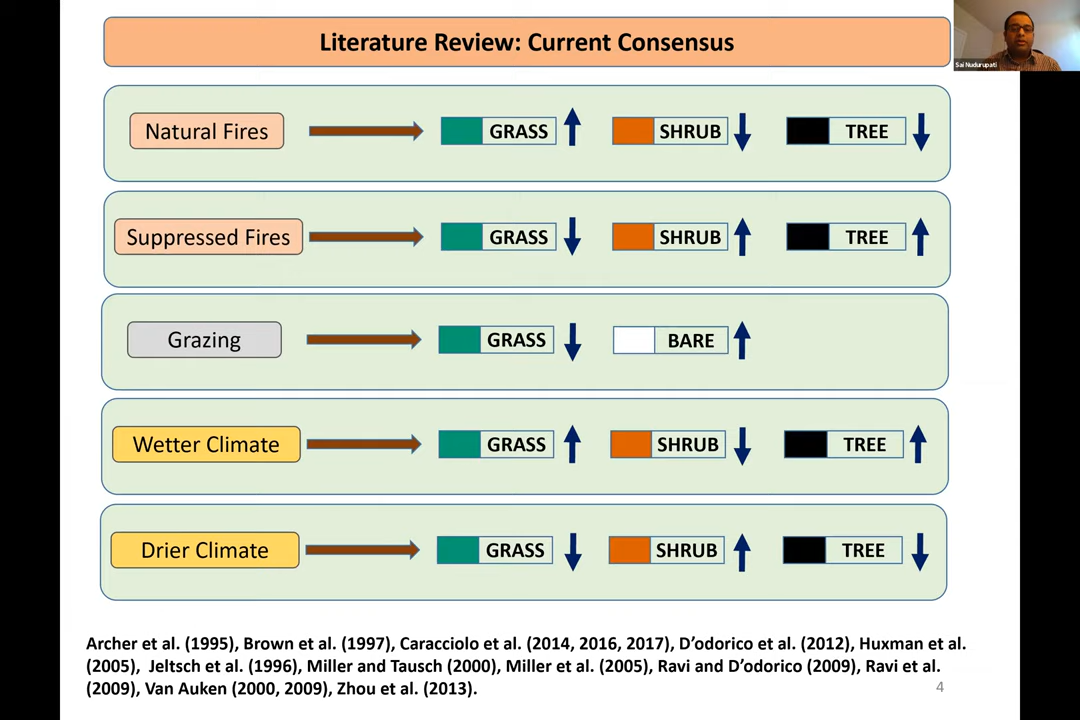 Literature Review: Current Consensus
Sai Nudurupati
Natural Fires GRASS SHRUB TREE
Suppressed Fires GRASS SHRUB TREE
Grazing GRASS BARE
Wetter Climate GRASS SHRUB TREE
Drier Climate GRASS SHRUB TREE
Archer et al. (1995), Brown et al. (1997), Caracciolo et al. (2014, 2016, 2017), D’odorico et al. (2012), Huxman et al.
(2005), Jeltsch et al. (1996), Miller and Tausch (2000), Miller et al. (2005), Ravi and D’odorico (2009), Ravi et al.
(2009), Van Auken (2000, 2009), Zhou et al. (2013).
4